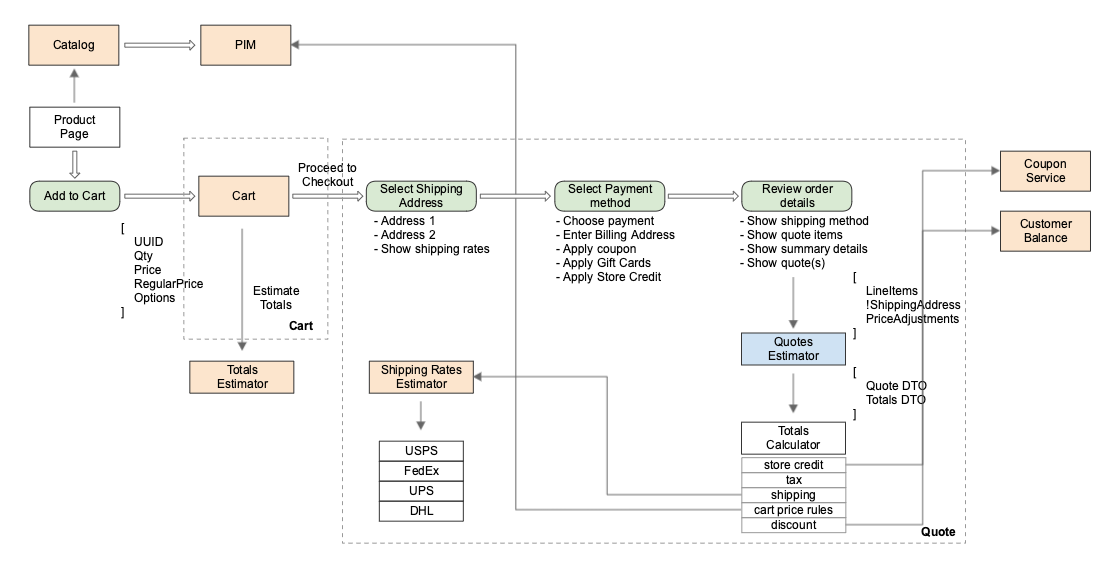 Catalog
PIM
Product
Page
Add to Cart
[
UUID
Qty
Price
RegularPrice
Options
]
Cart
Estimate
Totals
Cart
Totals
Estimator
Proceed to
Checkout
Select Shipping
Address
- Address 1
- Address 2
- Show shipping rates
Select Payment
method
- Choose payment
- Enter Billing Address
- Apply coupon
- Apply Gift Cards
- Apply Store Credit
Review order
details
- Show shipping method
- Show quote items
- Show summary details
- Show quote(s)
[
LineItems
!ShippingAddress
PriceAdjustments
]
Quotes
Estimator
[
Quote DTO
Totals DTO
]
Totals
Calculator
store credit
tax
shipping
cart price rules
discount
Quote
Shipping Rates
Estimator
USPS
FedEx
UPS
DHL
Coupon
Service
Customer
Balance